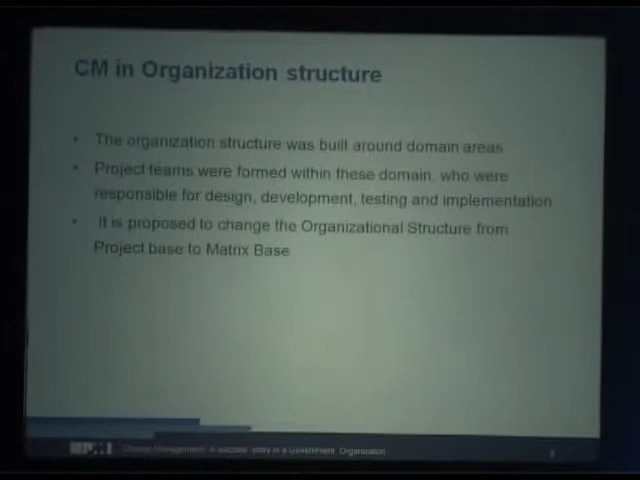 CM in Organization structure
• The organization structure was built around domain areas
• Project teams were formed within these domain, who were
responsible for design, development, testing and implementation
• It is proposed to change the Organizational Structure from
Project base to Matrix Base
Change Management: A success story in a Government Organization